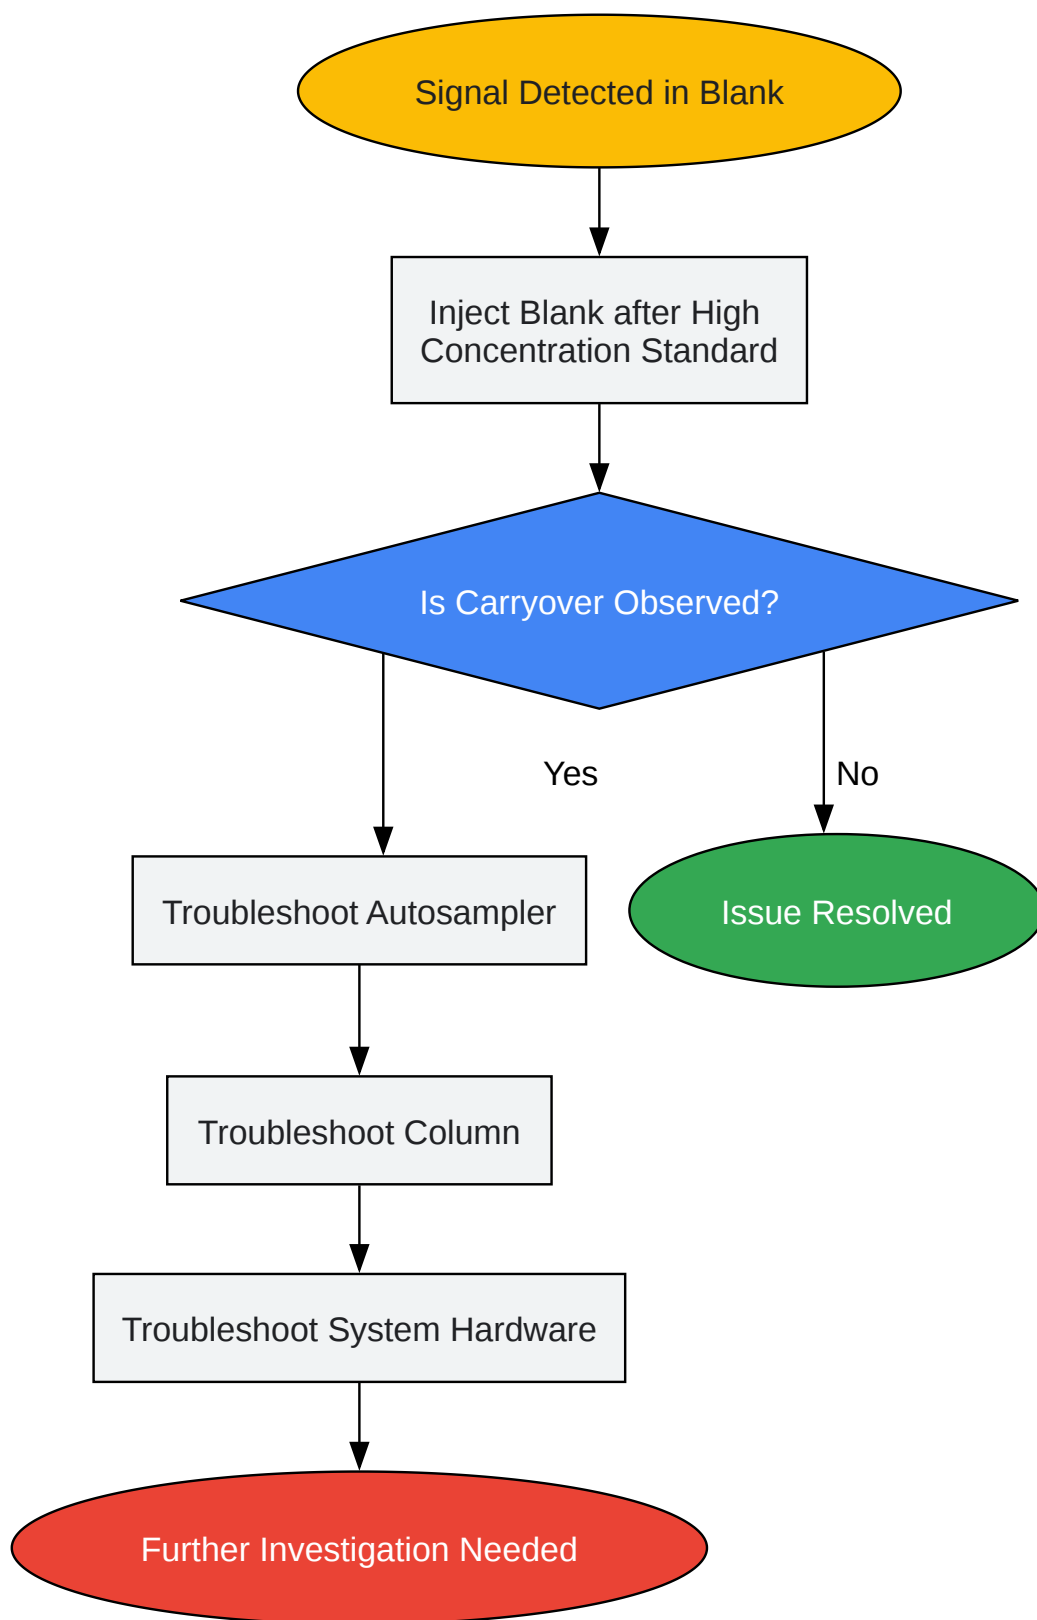 Signal Detected in Blank
Inject Blank after High
Concentration Standard
Is Carryover Observed?
Yes
No
Troubleshoot Autosampler
Issue Resolved
Troubleshoot Column
Troubleshoot System Hardware
Further Investigation Needed